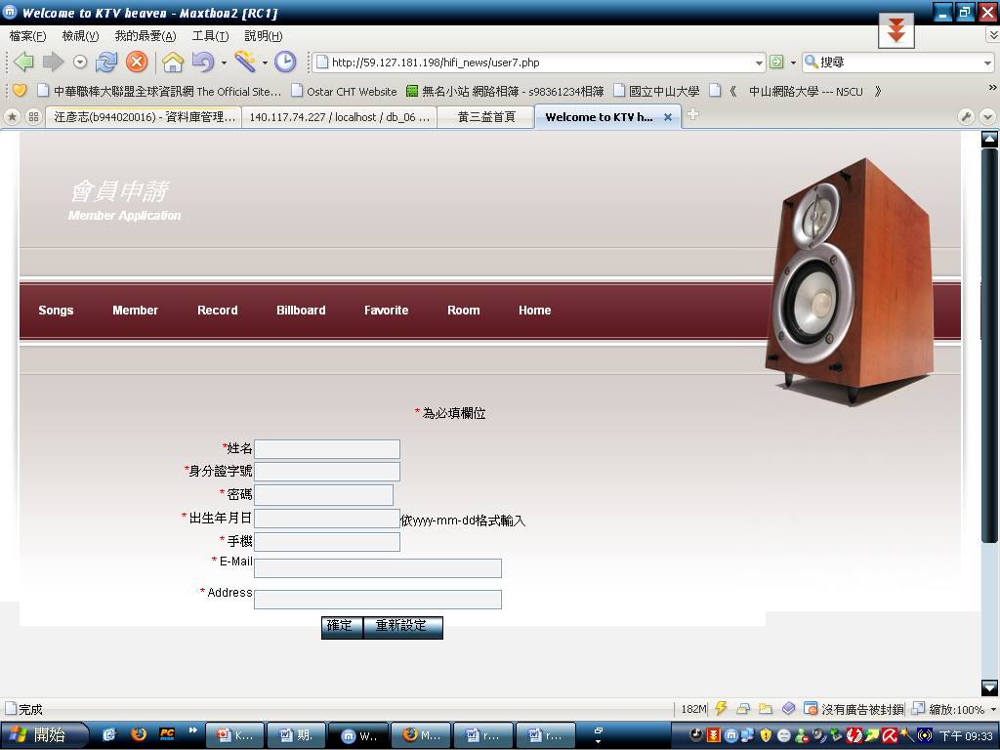 Welcome to KTV heaven - Maxthon2 [RC1]
檔案(F) 檢視(V) 我的最愛(A) 工具(T) 說明(H)
http://59.127.181.198/hifi_news/user7.php 搜尋
中華職棒大聯盟全球資訊網 The Official Site... Ostar CHT Website 無名小站 網路相簿 - s98361234相簿 國立中山大學 《 中山網路大學 --- NSCU 》
汪彥志(b944020016) - 資料庫管理... 140.117.74.227 / localhost / db_06 ... 黃三益首頁 Welcome to KTV h...
會員申請
Member Application
Songs Member Record Billboard Favorite Room Home
* 為必填欄位
*姓名
*身分證字號
* 密碼
* 出生年月日 依yyyy-mm-dd格式輸入
* 手機
* E-Mail
* Address
確定 重新設定
完成 182M 沒有廣告被封鎖 縮放:100%
開始 PC K... 期... W... M... r... r... 下午 09:33